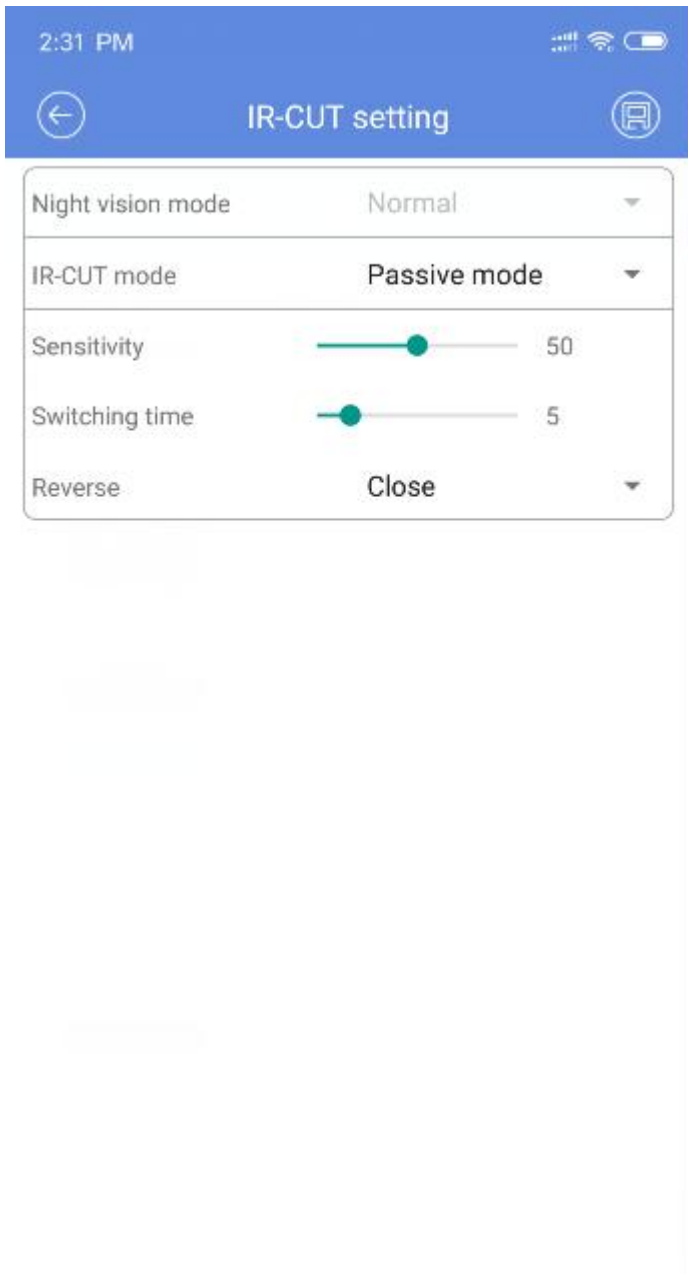 2:31 PM
IR-CUT setting
Night vision mode Normal
IR-CUT mode Passive mode
Sensitivity 50
Switching time 5
Reverse Close